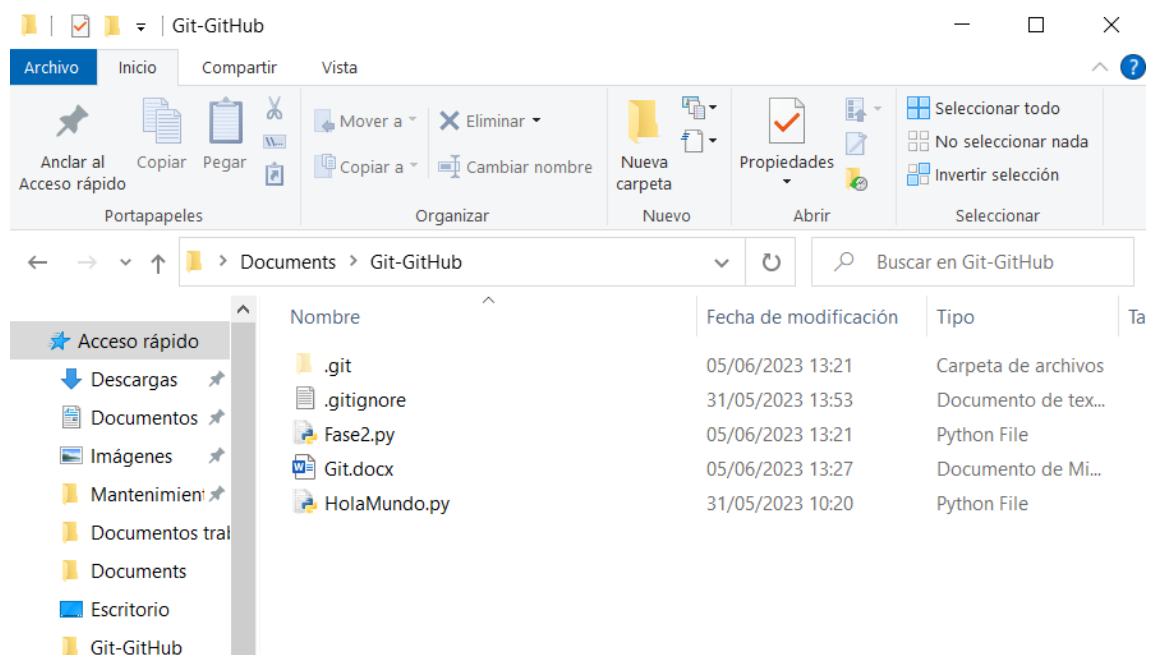 Git-GitHub
Archivo Inicio Compartir Vista
Anclar al Acceso rápido
Copiar
Pegar
Portapapeles
Mover a
Copiar a
Eliminar
Cambiar nombre
Organizar
Nueva carpeta
Nuevo
Propiedades
Abrir
Seleccionar todo
No seleccionar nada
Invertir selección
Seleccionar
Documents > Git-GitHub
Buscar en Git-GitHub
Acceso rápido
Descargas
Documentos
Imágenes
Mantenimien
Documentos tra
Documents
Escritorio
Git-GitHub
Nombre Fecha de modificación Tipo Ta
.git 05/06/2023 13:21 Carpeta de archivos
.gitignore 31/05/2023 13:53 Documento de tex...
Fase2.py 05/06/2023 13:21 Python File
Git.docx 05/06/2023 13:27 Documento de Mi...
HolaMundo.py 31/05/2023 10:20 Python File